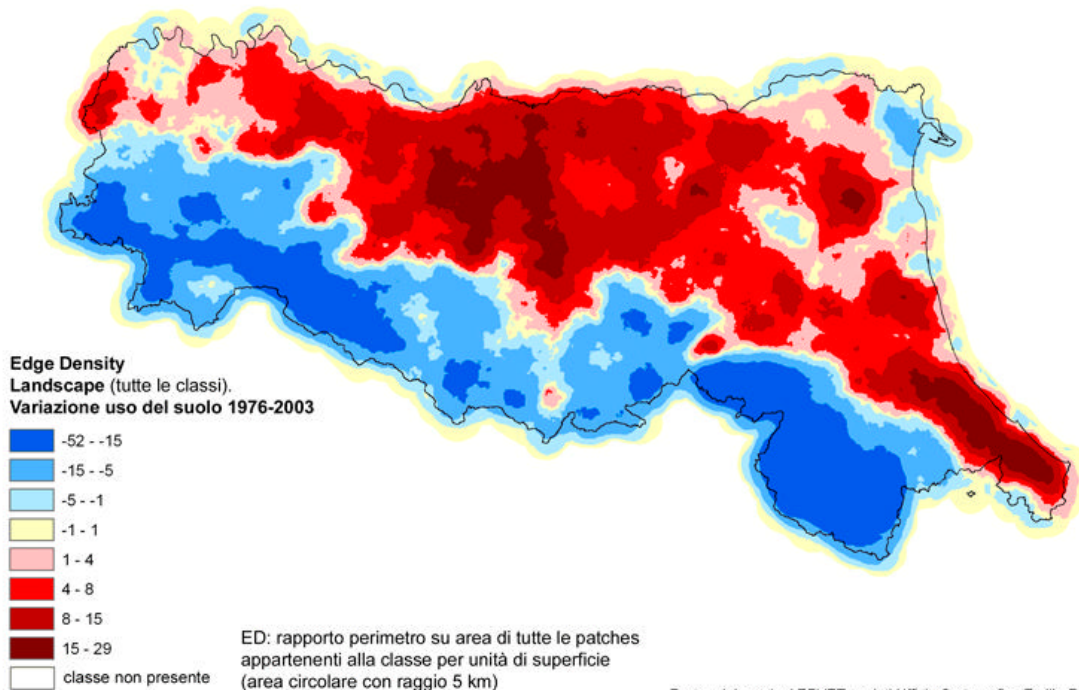 Edge Density
Landscape (tutte le classi).
Variazione uso del suolo 1976-2003
-52 - -15
-15 - -5
-5 - -1
-1 - 1
1 - 4
4 - 8
8 - 15
15 - 29
classe non presente
ED: rapporto perimetro su area di tutte le patches
appartenenti alla classe per unità di superficie
(area circolare con raggio 5 km)